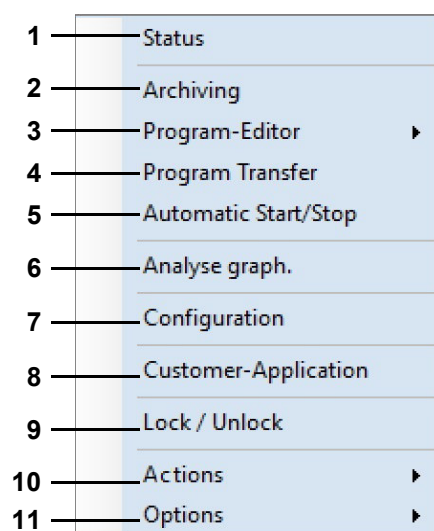 1 Status
2 Archiving
3 Program-Editor
4 Program Transfer
5 Automatic Start/Stop
6 Analyse graph.
7 Configuration
8 Customer-Application
9 Lock / Unlock
10 Actions
11 Options